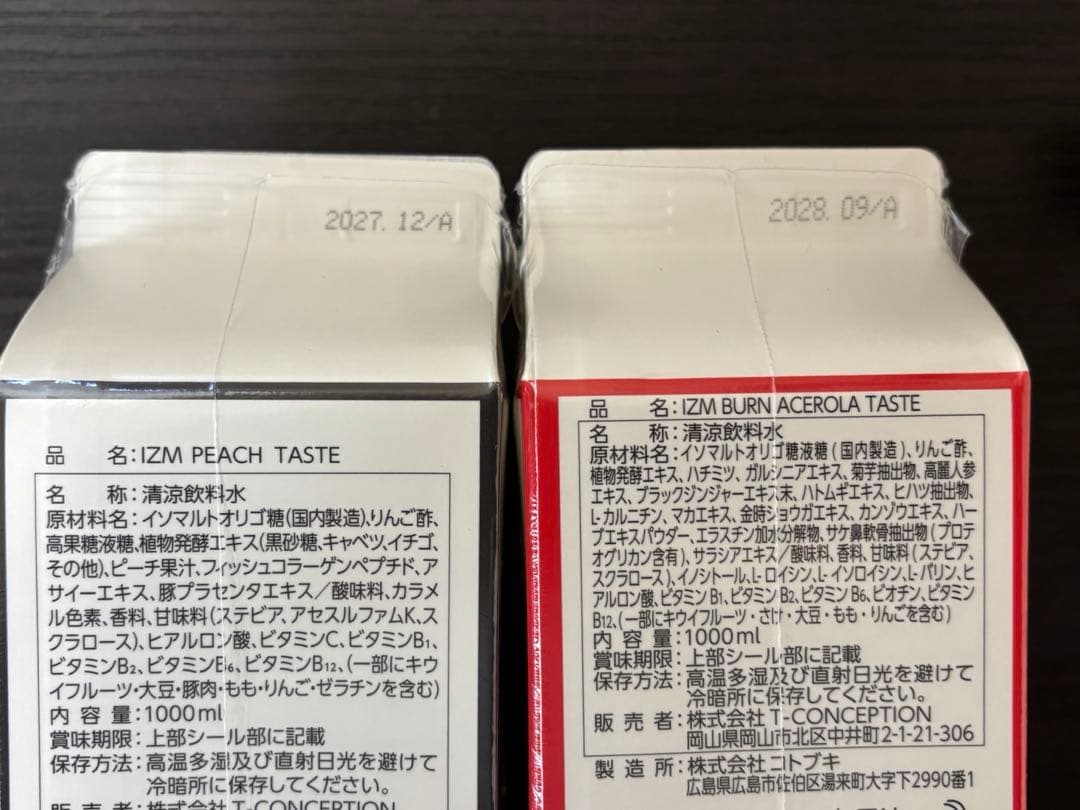 2027. 12/A
品 名:IZM PEACH TASTE
名 称:清涼飲料水
原材料名:イソマルトオリゴ糖(国内製造)、りんご酢、
高果糖液糖、植物発酵エキス(黒砂糖、キャベツ、イチゴ、
その他)、ピーチ果汁、フィッシュコラーゲンペプチド、ア
サイーエキス、豚プラセンタエキス/酸味料、カラメ
ル色素、香料、甘味料(ステビア、アセスルファムK、ス
クラロース)、ヒアルロン酸、ビタミンC、ビタミンB1、
ビタミンB2、ビタミンB6、ビタミンB12、(一部にキウ
イフルーツ・大豆・豚肉・もも・りんご・ゼラチンを含む)
内 容 量:1000ml
賞味期限:上部シール部に記載
保存方法:高温多湿及び直射日光を避けて
冷暗所に保存してください。
販 売 者:株式会社T-CONCEPTION
2028. 09/A
品 名:IZM BURN ACEROLA TASTE
名 称:清涼飲料水
原材料名:イソマルトオリゴ糖液糖(国内製造)、りんご酢、
植物発酵エキス、ハチミツ、ガルシニアエキス、菊芋抽出物、高麗人参
エキス、ブラックジンジャーエキス末、ハトムギエキス、ヒハツ抽出物、
L-カルニチン、マカエキス、金時ショウガエキス、カンゾウエキス、ハー
ブエキスパウダー、エラスチン加水分解物、サケ鼻軟骨抽出物(プロテ
オグリカン含有)、サラシアエキス/酸味料、香料、甘味料(ステビア、
スクラロース)、イノシトール、L-ロイシン、L-イソロイシン、L-バリン、ヒ
アルロン酸、ビタミンB1、ビタミンB2、ビタミンB6、ビオチン、ビタミン
B12、(一部にキウイフルーツ・さけ・大豆・もも・りんごを含む)
内 容 量:1000ml
賞味期限:上部シール部に記載
保存方法:高温多湿及び直射日光を避けて
冷暗所に保存してください。
販 売 者:株式会社T-CONCEPTION
岡山県岡山市北区中井町2-1-21-306
製 造 所:株式会社コトブキ
広島県広島市佐伯区湯来町大字下2990番1